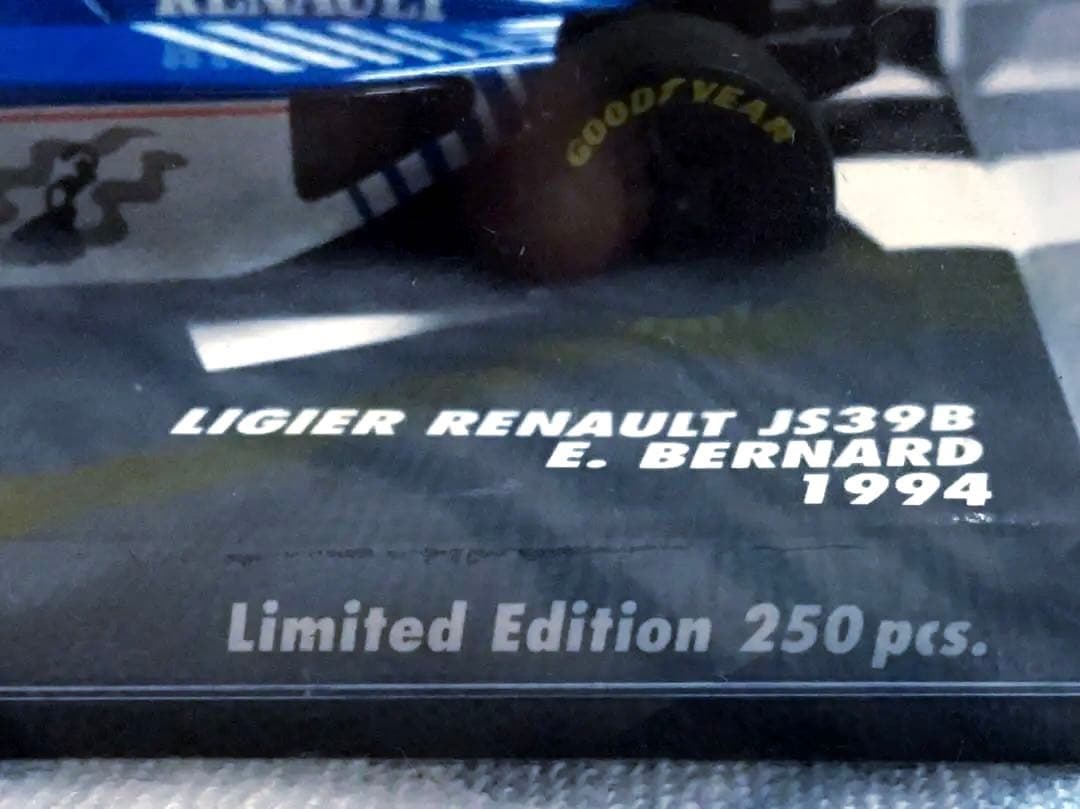 RENAULT
GOODYEAR
LIGIER RENAULT JS39B
E. BERNARD
1994
Limited Edition 250 pcs.